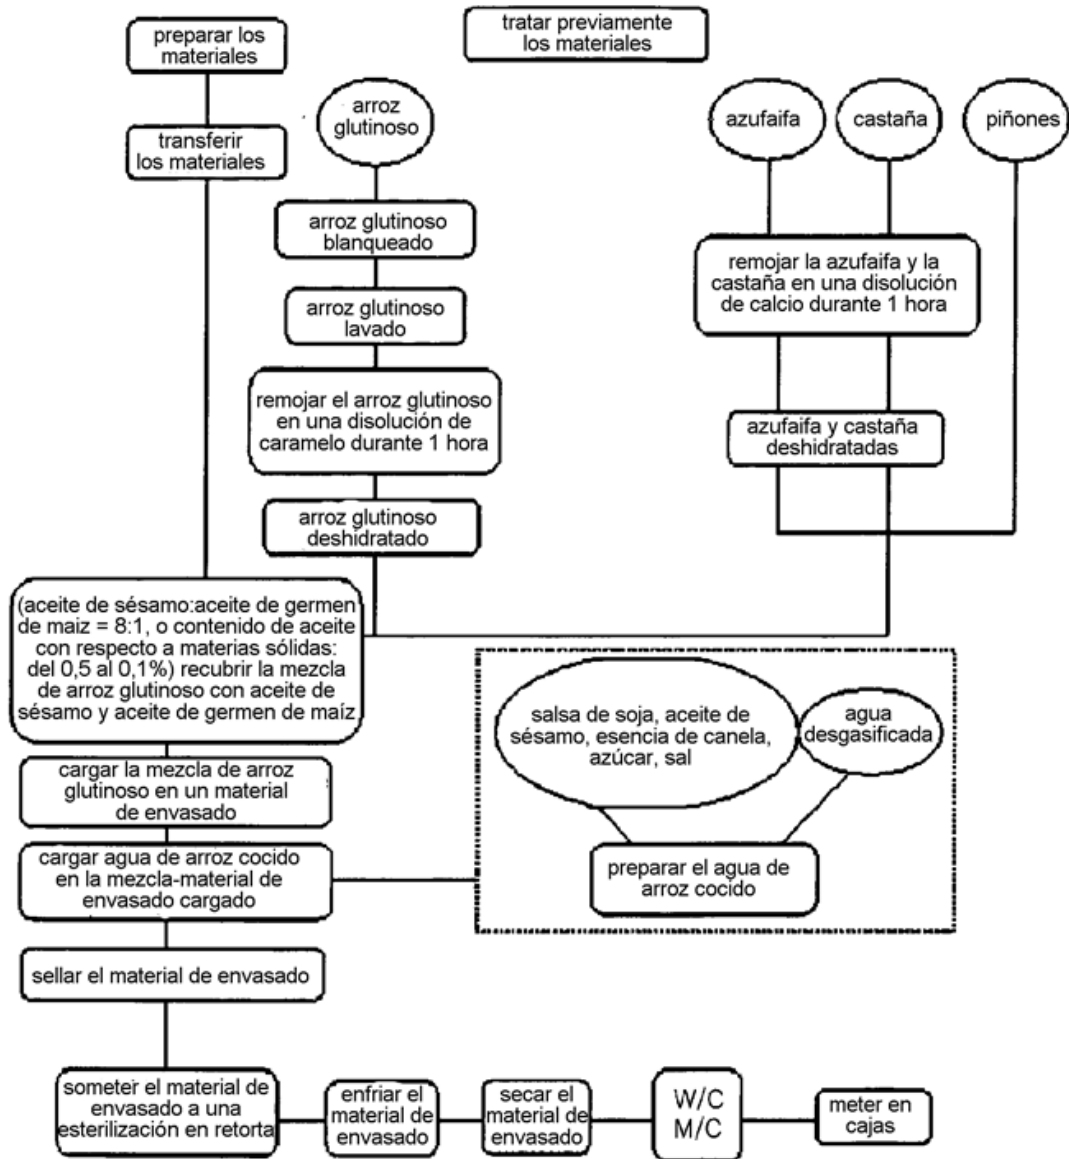 preparar los
materiales
tratar previamente
los materiales
transferir
los materiales
arroz
glutinoso
azufaifa
castaña
piñones
arroz glutinoso
blanqueado
remojar la azufaifa y la
castaña en una disolución
de calcio durante 1 hora
arroz glutinoso
lavado
remojar el arroz glutinoso
en una disolución de
caramelo durante 1 hora
azufaifa y castaña
deshidratadas
arroz glutinoso
deshidratado
(aceite de sésamo:aceite de germen
de maiz = 8:1, o contenido de aceite
con respecto a materias sólidas:
del 0,5 al 0,1%) recubrir la mezcla
de arroz glutinoso con aceite de
sésamo y aceite de germen de maíz
salsa de soja, aceite de
sésamo, esencia de canela,
azúcar, sal
agua
desgasificada
cargar la mezcla de arroz
glutinoso en un material
de envasado
cargar agua de arroz cocido
en la mezcla-material de
envasado cargado
preparar el agua de
arroz cocido
sellar el material de envasado
someter el material de
envasado a una
esterilización en retorta
enfriar el
material de
envasado
secar el
material de
envasado
W/C
M/C
meter en
cajas